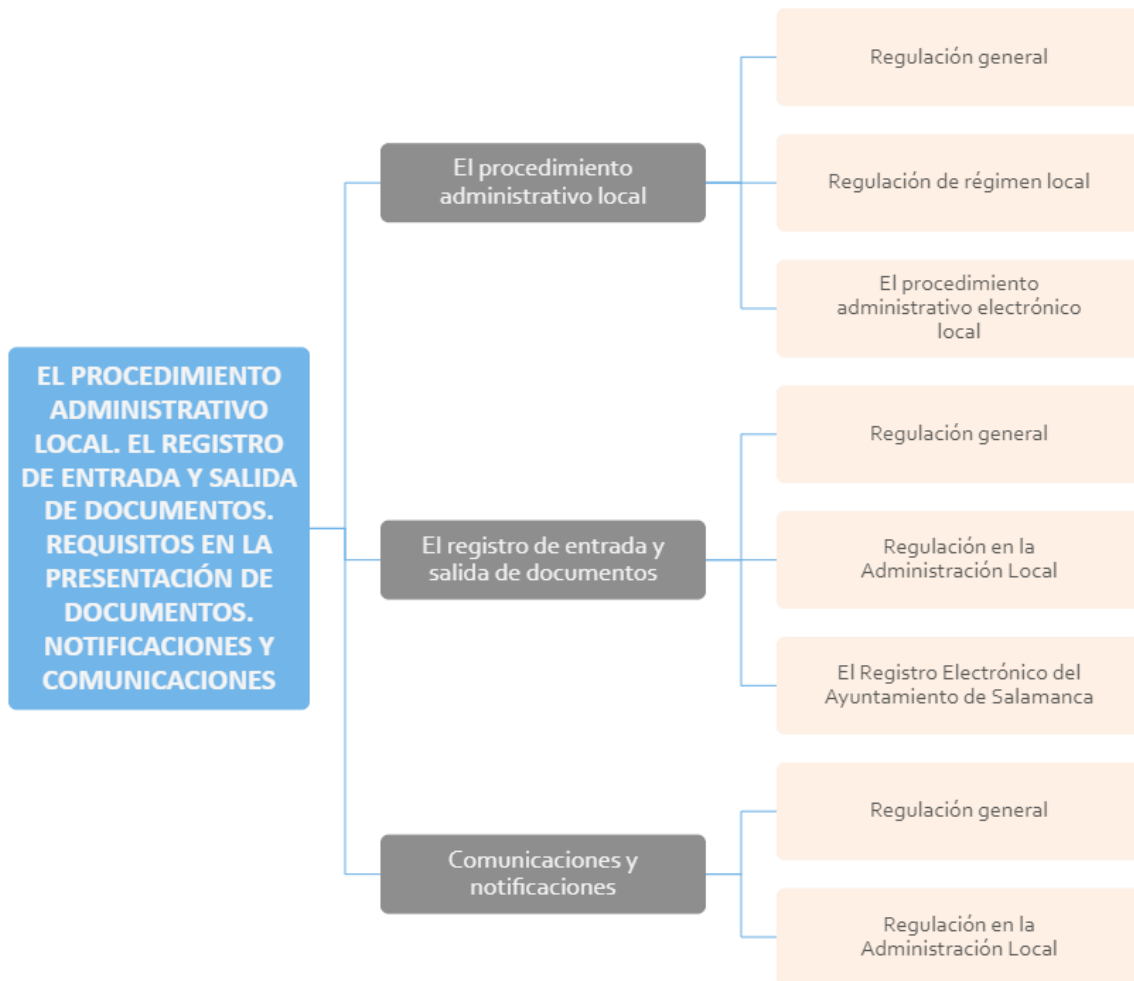 EL PROCEDIMIENTO
ADMINISTRATIVO
LOCAL. EL REGISTRO
DE ENTRADA Y SALIDA
DE DOCUMENTOS.
REQUISITOS EN LA
PRESENTACIÓN DE
DOCUMENTOS.
NOTIFICACIONES Y
COMUNICACIONES
El procedimiento
administrativo local
Regulación general
Regulación de régimen local
El procedimiento
administrativo electrónico
local
El registro de entrada y
salida de documentos
Regulación general
Regulación en la
Administración Local
El Registro Electrónico del
Ayuntamiento de Salamanca
Comunicaciones y
notificaciones
Regulación general
Regulación en la
Administración Local